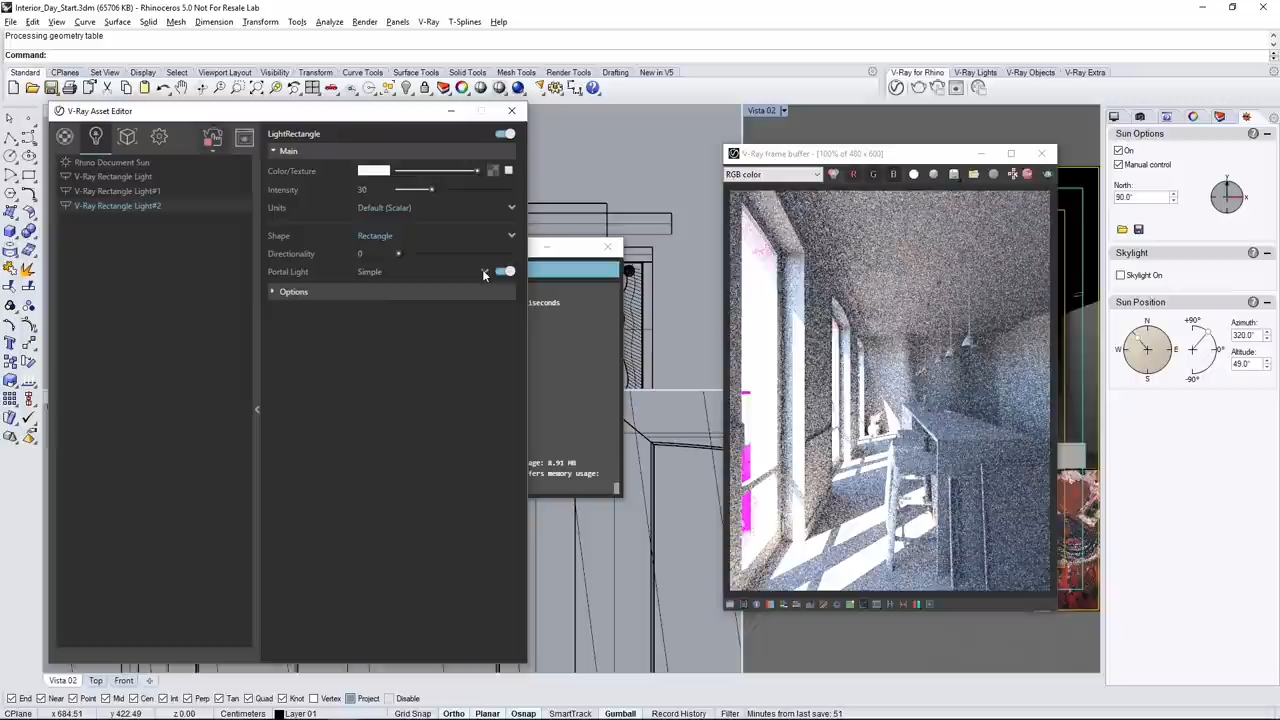 Interior_Day_Start.3dm (65706 KB) - Rhinoceros 5.0 Not For Resale Lab
File Edit View Curve Surface Solid Mesh Dimension Transform Tools Analyze Render Panels V-Ray T-Splines Help
Processing geometry table
Command:
Standard CPlanes Set View Display Select Viewport Layout Visibility Transform Curve Tools Surface Tools Solid Tools Mesh Tools Render Tools Drafting New in V5
V-Ray for Rhino V-Ray Lights V-Ray Objects V-Ray Extra
V-Ray Asset Editor
Rhino Document Sun
V-Ray Rectangle Light
V-Ray Rectangle Light#1
V-Ray Rectangle Light#2
LightRectangle
Main
Color/Texture
Intensity 30
Units Default (Scalar)
Shape Rectangle
Directionality 0
Portal Light Simple
Options
Vista 02
V-Ray frame buffer - [100% of 480 x 600]
RGB color
R G B
Sun Options
On
Manual control
North:
90.0°
y
x
Skylight
Skylight On
Sun Position
N
W E
S
+90°
0°
-90°
Azimuth:
320.0°
Altitude:
49.0°
Vista 02 Top Front
End Near Point Mid Cen Int Perp Tan Quad Knot Vertex Project Disable
CPlane x 684.51 y 422.49 z 0.00 Centimeters Layer 01 Grid Snap Ortho Planar Osnap SmartTrack Gumball Record History Filter Minutes from last save: 51